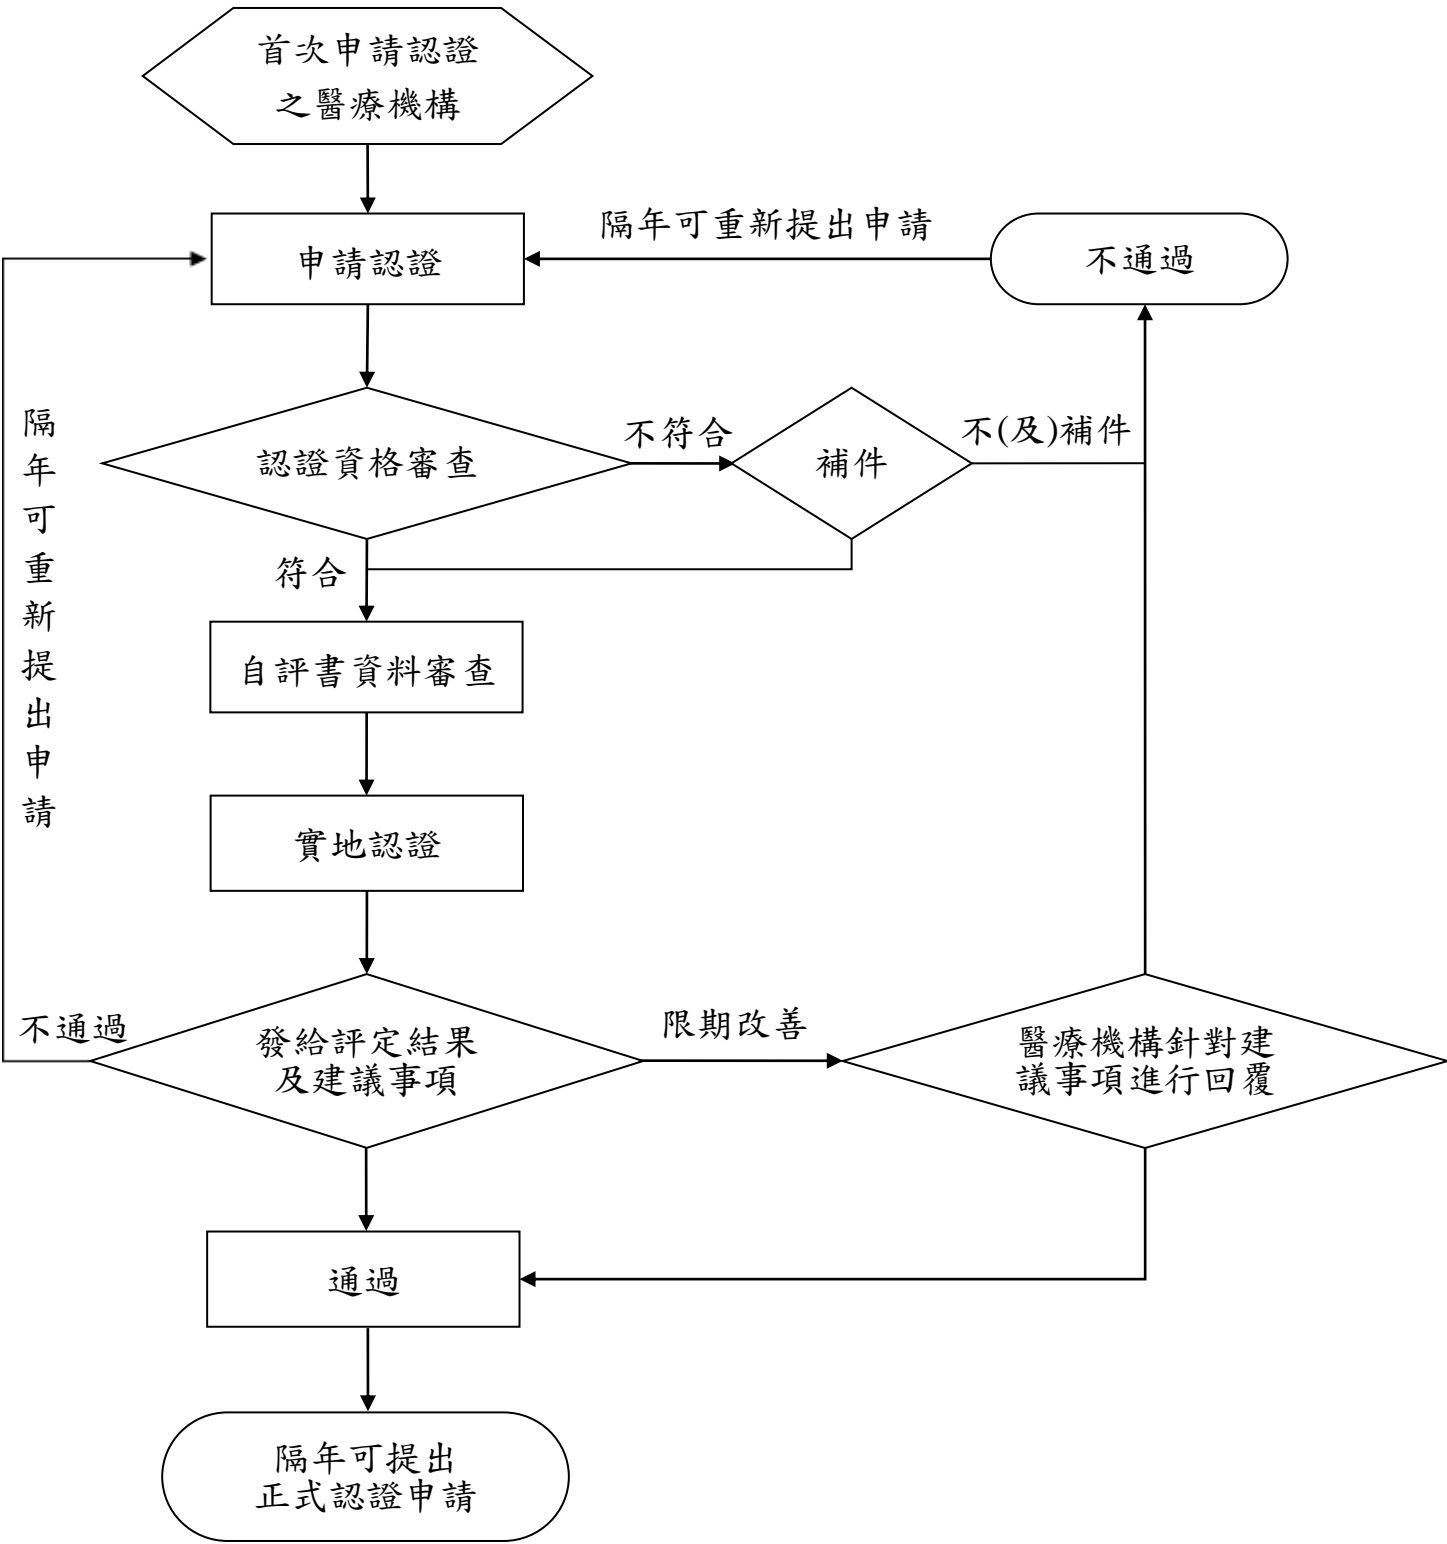 首次申請認證
之醫療機構
隔年可重新提出申請
申請認證
不通過
隔年可重新提出申請
不符合
不(及)補件
認證資格審查
補件
符合
自評書資料審查
實地認證
不通過
限期改善
發給評定結果
及建議事項
醫療機構針對建
議事項進行回覆
通過
隔年可提出
正式認證申請